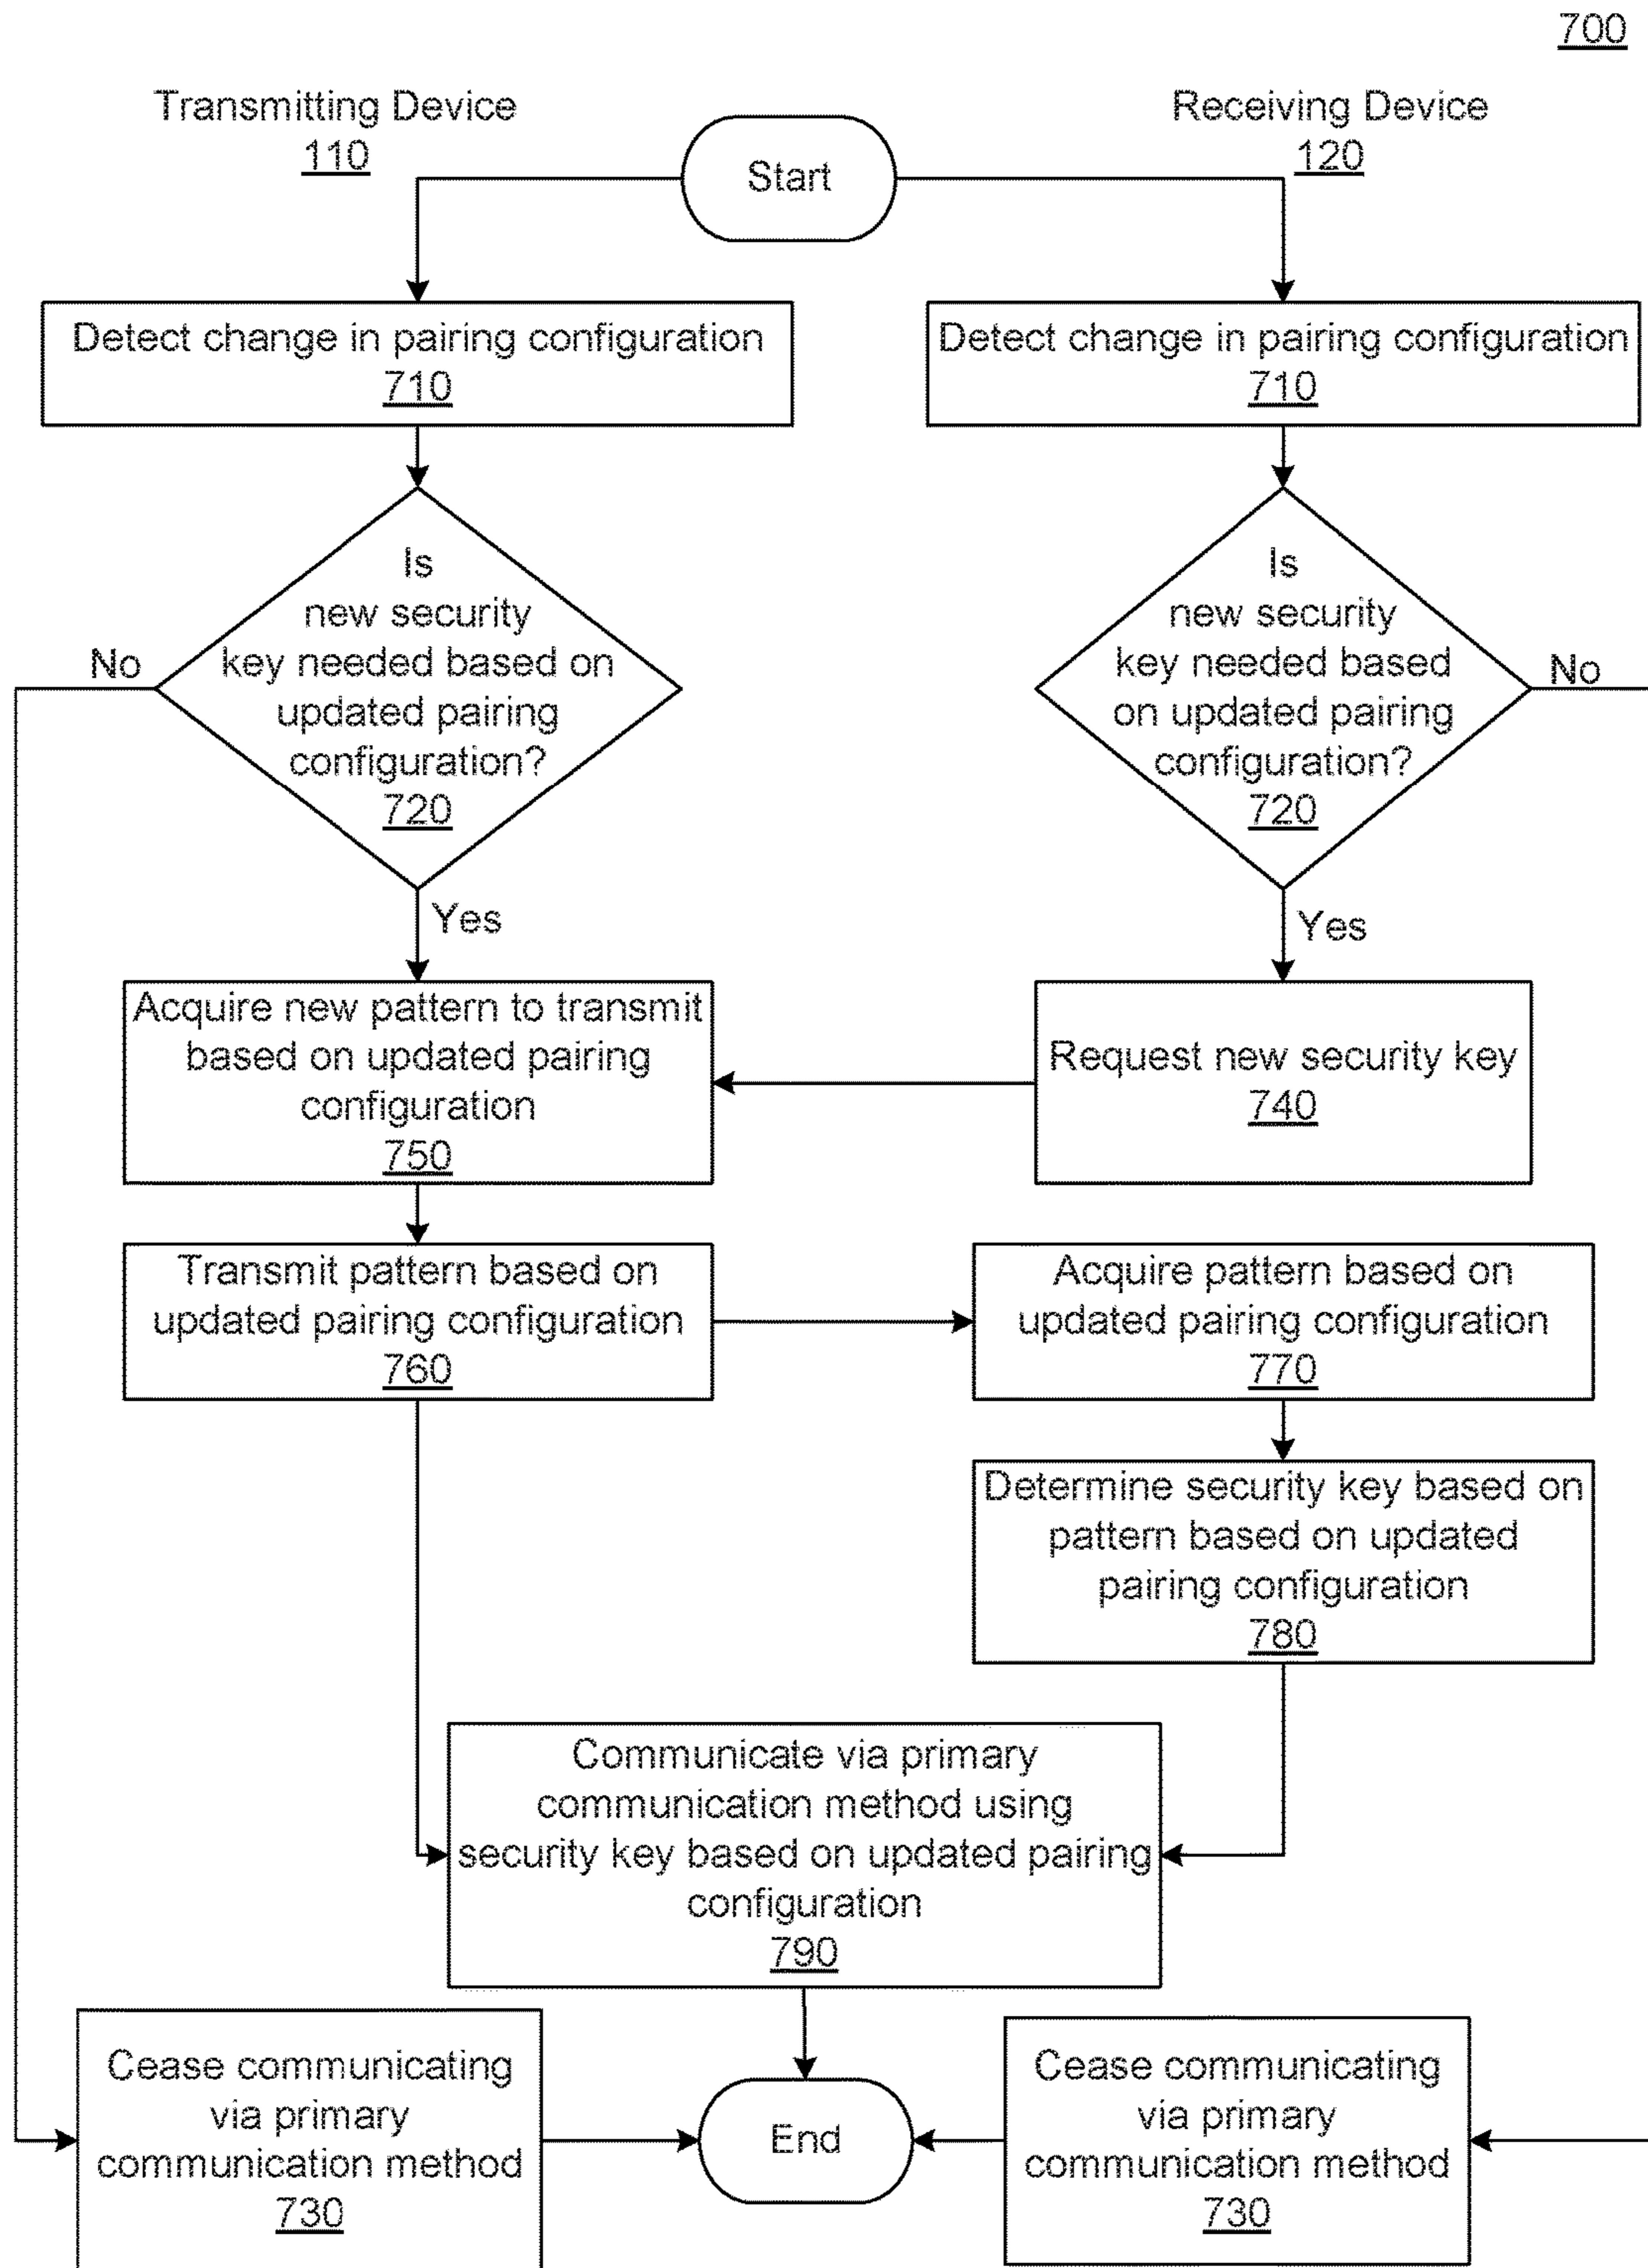 700
Transmitting Device
110
Receiving Device
120
Start
Detect change in pairing configuration
710
Detect change in pairing configuration
710
Is
new security
key needed based on
updated pairing
configuration?
720
No
Is
new security
key needed based
on updated pairing
configuration?
720
No
Yes
Yes
Acquire new pattern to transmit
based on updated pairing
configuration
750
Request new security key
740
Transmit pattern based on
updated pairing configuration
760
Acquire pattern based on
updated pairing configuration
770
Determine security key based on
pattern based on updated
pairing configuration
780
Communicate via primary
communication method using
security key based on updated pairing
configuration
790
Cease communicating
via primary
communication method
730
End
Cease communicating
via primary
communication method
730